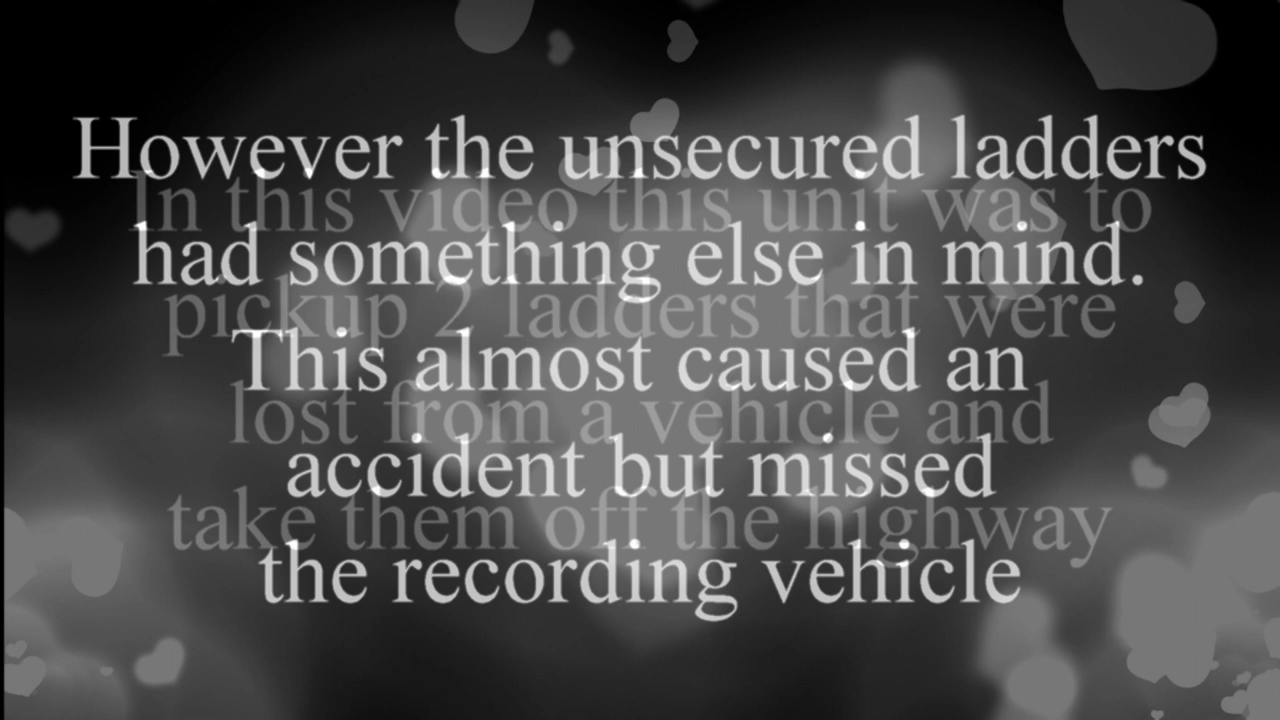 However the unsecured ladders
In this video this unit was to
had something else in mind.
pickup 2 ladders that were
This almost caused an
lost from a vehicle and
accident but missed
take them off the highway
the recording vehicle